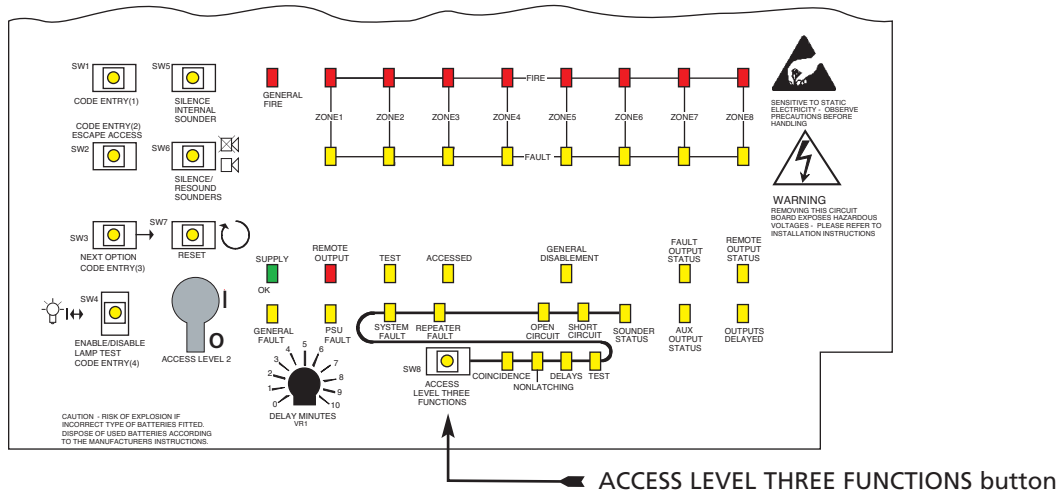 SW1
CODE ENTRY(1)
SW5
SILENCE
INTERNAL
SOUNDER
GENERAL
FIRE
FIRE
ZONE1
ZONE2
ZONE3
ZONE4
ZONE5
ZONE6
ZONE7
ZONE8
FAULT
SENSITIVE TO STATIC
ELECTRICITY - OBSERVE
PRECAUTIONS BEFORE
HANDLING
CODE ENTRY(2)
ESCAPE ACCESS
SW2
SW6
SILENCE/
RESOUND
SOUNDERS
WARNING
REMOVING THIS CIRCUIT
BOARD EXPOSES HAZARDOUS
VOLTAGES - PLEASE REFER TO
INSTALLATION INSTRUCTIONS
SW3
NEXT OPTION
CODE ENTRY(3)
SW7
RESET
SUPPLY
OK
REMOTE
OUTPUT
TEST
ACCESSED
GENERAL
DISABLEMENT
FAULT
OUTPUT
STATUS
REMOTE
OUTPUT
STATUS
SW4
ENABLE/DISABLE
LAMP TEST
CODE ENTRY(4)
I
O
ACCESS LEVEL 2
GENERAL
FAULT
PSU
FAULT
SYSTEM
FAULT
REPEATER
FAULT
OPEN
CIRCUIT
SHORT
CIRCUIT
SOUNDER
STATUS
AUX
OUTPUT
STATUS
OUTPUTS
DELAYED
0
1
2
3
4
5
6
7
8
9
10
DELAY MINUTES
VR1
SW8
ACCESS
LEVEL THREE
FUNCTIONS
COINCIDENCE
NONLATCHING
DELAYS
TEST
CAUTION - RISK OF EXPLOSION IF
INCORRECT TYPE OF BATTERIES FITTED.
DISPOSE OF USED BATTERIES ACCORDING
TO THE MANUFACTURERS INSTRUCTIONS.
ACCESS LEVEL THREE FUNCTIONS button